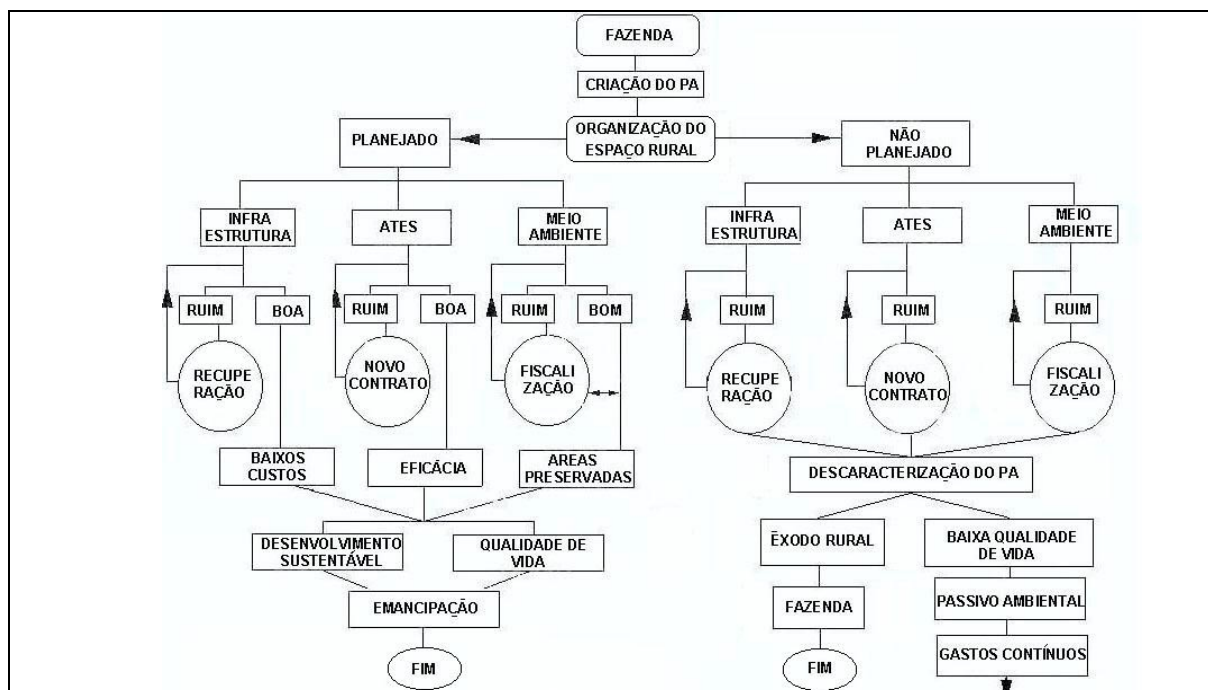 FAZENDA
CRIAÇÃO DO PA
ORGANIZAÇÃO DO
ESPAÇO RURAL
PLANEJADO
NÃO
PLANEJADO
INFRA
ESTRUTURA
ATES
MEIO
AMBIENTE
INFRA
ESTRUTURA
ATES
MEIO
AMBIENTE
RUIM
BOA
RUIM
BOA
RUIM
BOM
RUIM
RUIM
RUIM
RECUPE
RAÇÃO
NOVO
CONTRATO
FISCALI
ZAÇÃO
RECUPE
RAÇÃO
NOVO
CONTRATO
FISCALI
ZAÇÃO
BAIXOS
CUSTOS
EFICÁCIA
AREAS
PRESERVADAS
DESCARACTERIZAÇÃO DO PA
DESENVOLVIMENTO
SUSTENTÁVEL
QUALIDADE DE
VIDA
ÊXODO RURAL
BAIXA QUALIDADE
DE VIDA
EMANCIPAÇÃO
FAZENDA
PASSIVO AMBIENTAL
FIM
FIM
GASTOS CONTÍNUOS